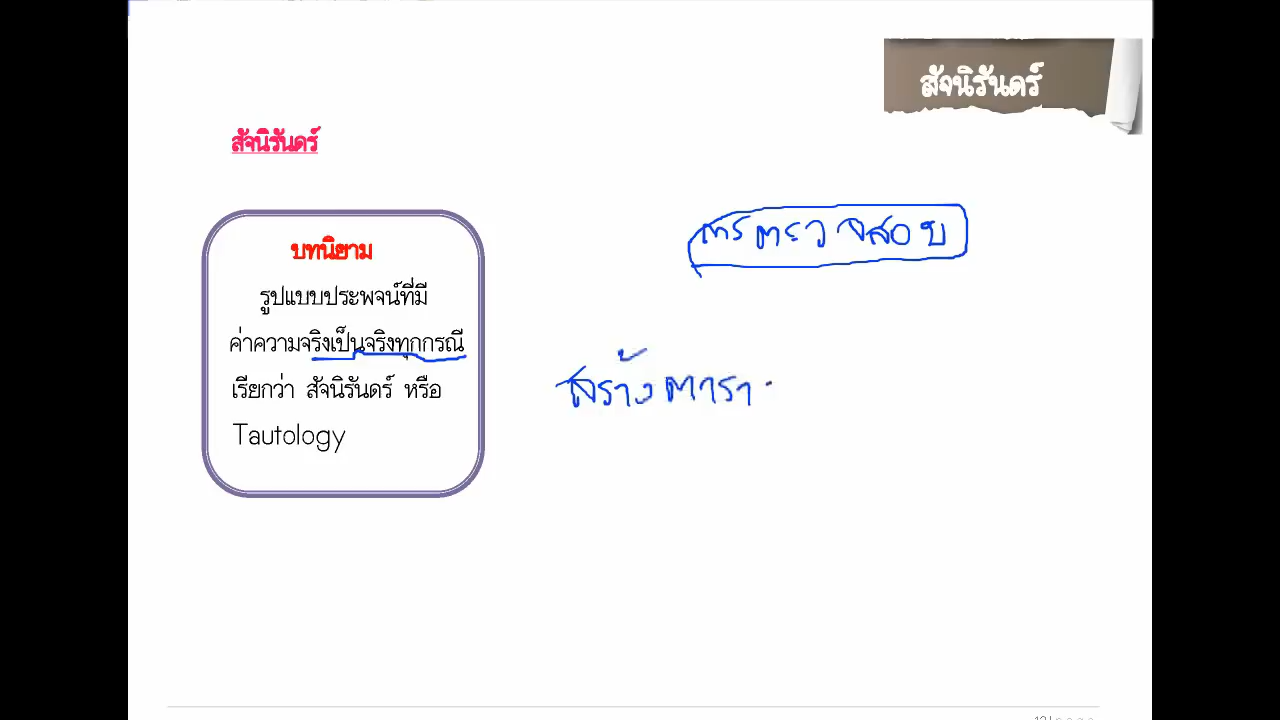 สัจนิรันดร์
สัจนิรันดร์
บทนิยาม
รูปแบบประพจน์ที่มี
ค่าความจริงเป็นจริงทุกกรณี
เรียกว่า สัจนิรันดร์ หรือ
Tautology
การตรวจสอบ
สร้างตารา